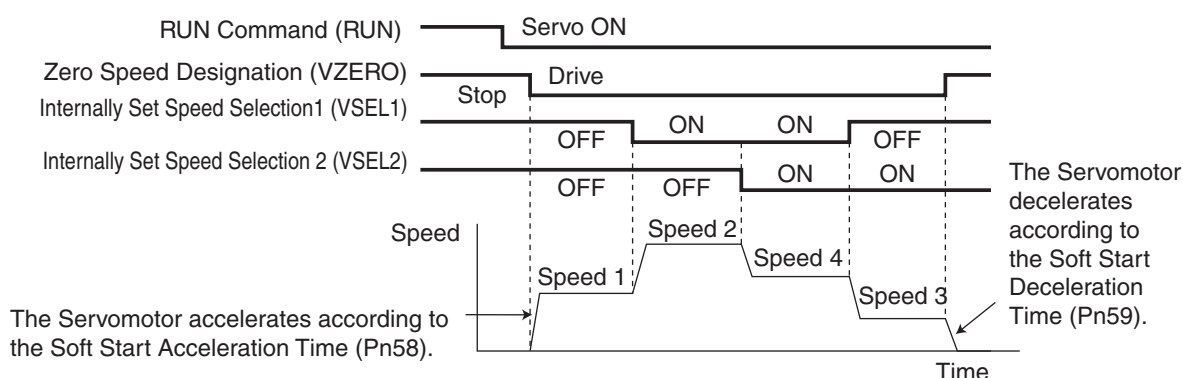 RUN Command (RUN)
Servo ON
Zero Speed Designation (VZERO)
Stop
Drive
Internally Set Speed Selection1 (VSEL1)
OFF
ON
ON
OFF
Internally Set Speed Selection 2 (VSEL2)
OFF
OFF
ON
ON
Speed
Speed 1
Speed 2
Speed 4
Speed 3
The Servomotor
decelerates
according to
the Soft Start
Deceleration
Time (Pn59).
The Servomotor accelerates according to
the Soft Start Acceleration Time (Pn58).
Time